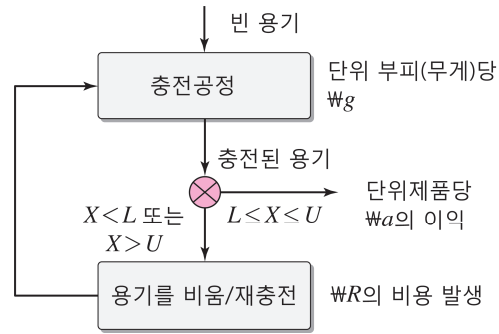 빈 용기
충전공정
단위 부피(무게)당
₩g
충전된 용기
X<L 또는
X>U
L≤X≤U
단위제품당
₩a의 이익
용기를 비움/재충전
₩R의 비용 발생